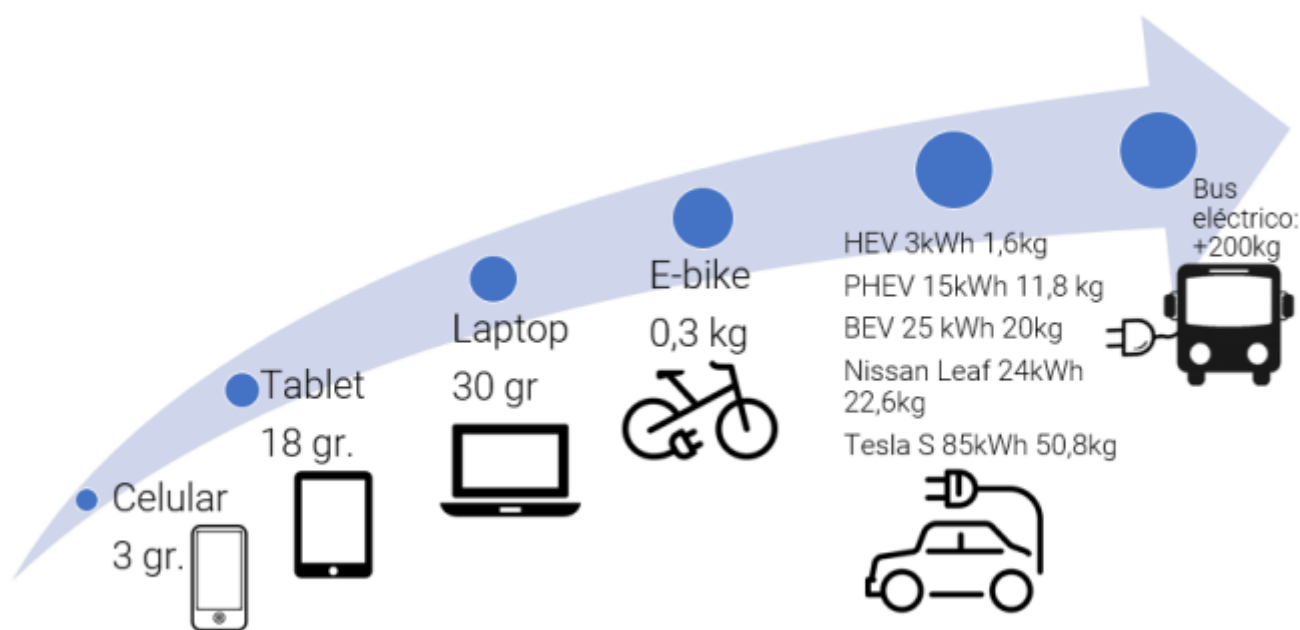 Celular
3 gr.
Tablet
18 gr.
Laptop
30 gr
E-bike
0,3 kg
HEV 3kWh 1,6kg
PHEV 15kWh 11,8 kg
BEV 25 kWh 20kg
Nissan Leaf 24kWh
22,6kg
Tesla S 85kWh 50,8kg
Bus
eléctrico:
+200kg